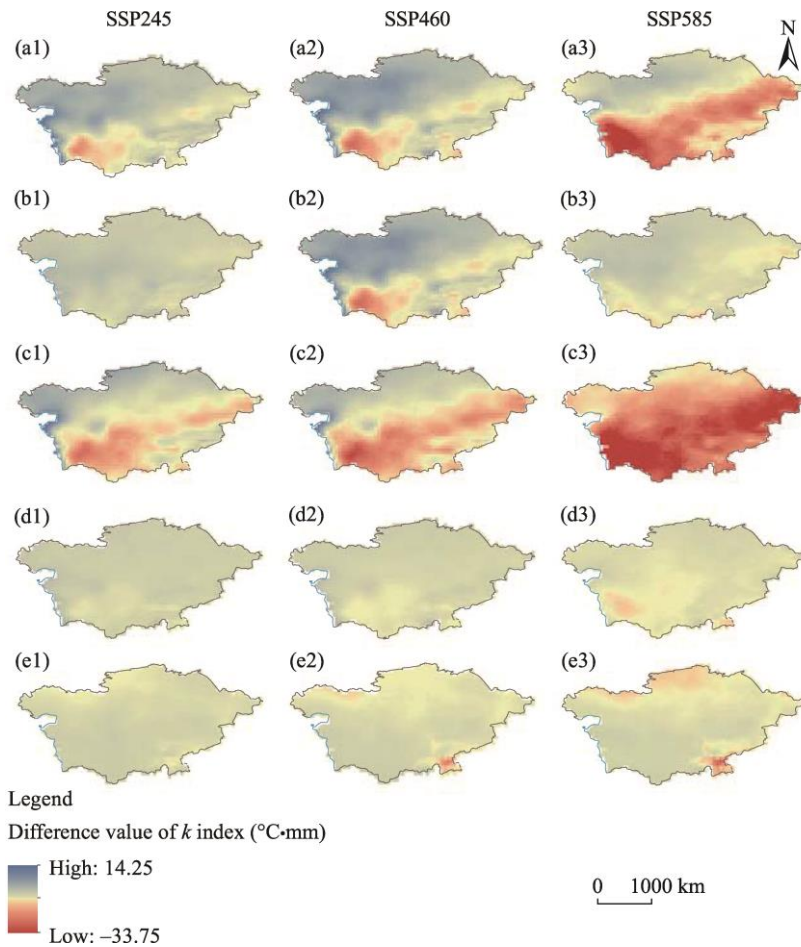 SSP245 SSP460 SSP585
(a1) (a2) (a3) N
(b1) (b2) (b3)
(c1) (c2) (c3)
(d1) (d2) (d3)
(e1) (e2) (e3)
Legend
Difference value of k index (°C•mm)
High: 14.25
0 1000 km
Low: –33.75